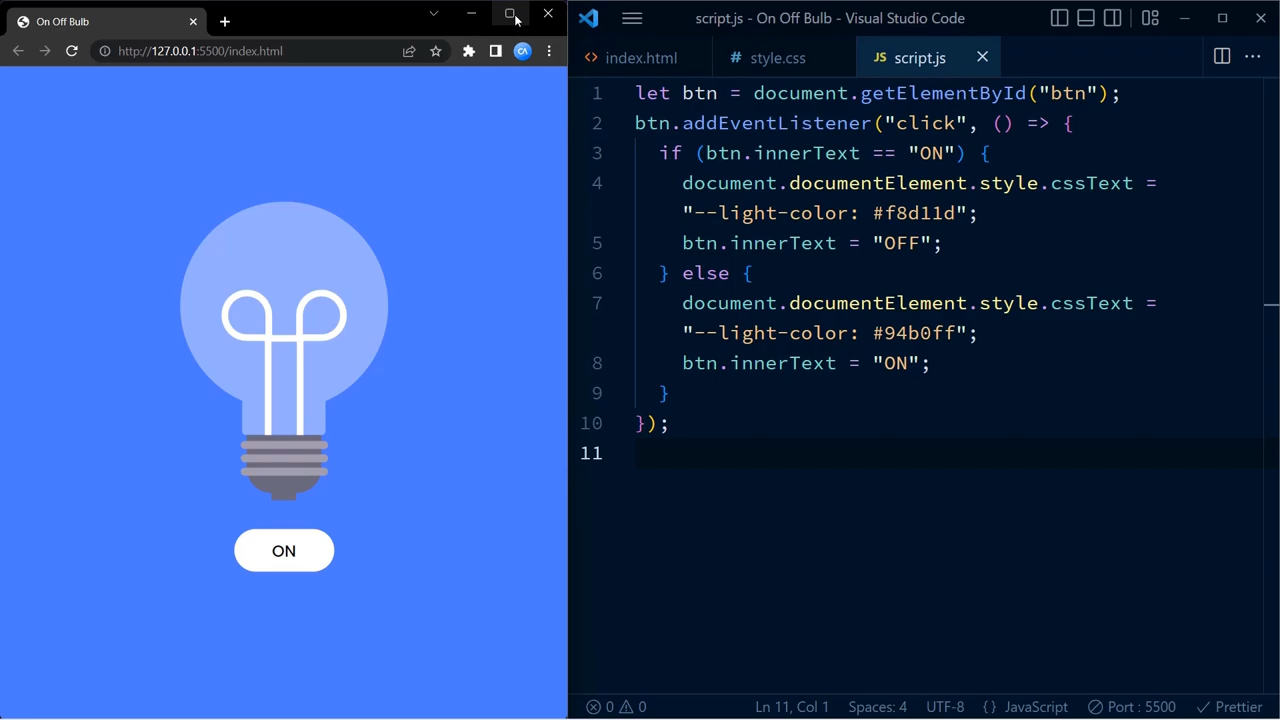 On Off Bulb
http://127.0.0.1:5500/index.html
ON
script.js - On Off Bulb - Visual Studio Code
index.html
# style.css
JS script.js
1 let btn = document.getElementById("btn");
2 btn.addEventListener("click", () => {
3 if (btn.innerText == "ON") {
4 document.documentElement.style.cssText =
"--light-color: #f8d11d";
5 btn.innerText = "OFF";
6 } else {
7 document.documentElement.style.cssText =
"--light-color: #94b0ff";
8 btn.innerText = "ON";
9 }
10 });
11
0 0 Ln 11, Col 1 Spaces: 4 UTF-8 {} JavaScript Port : 5500 Prettier